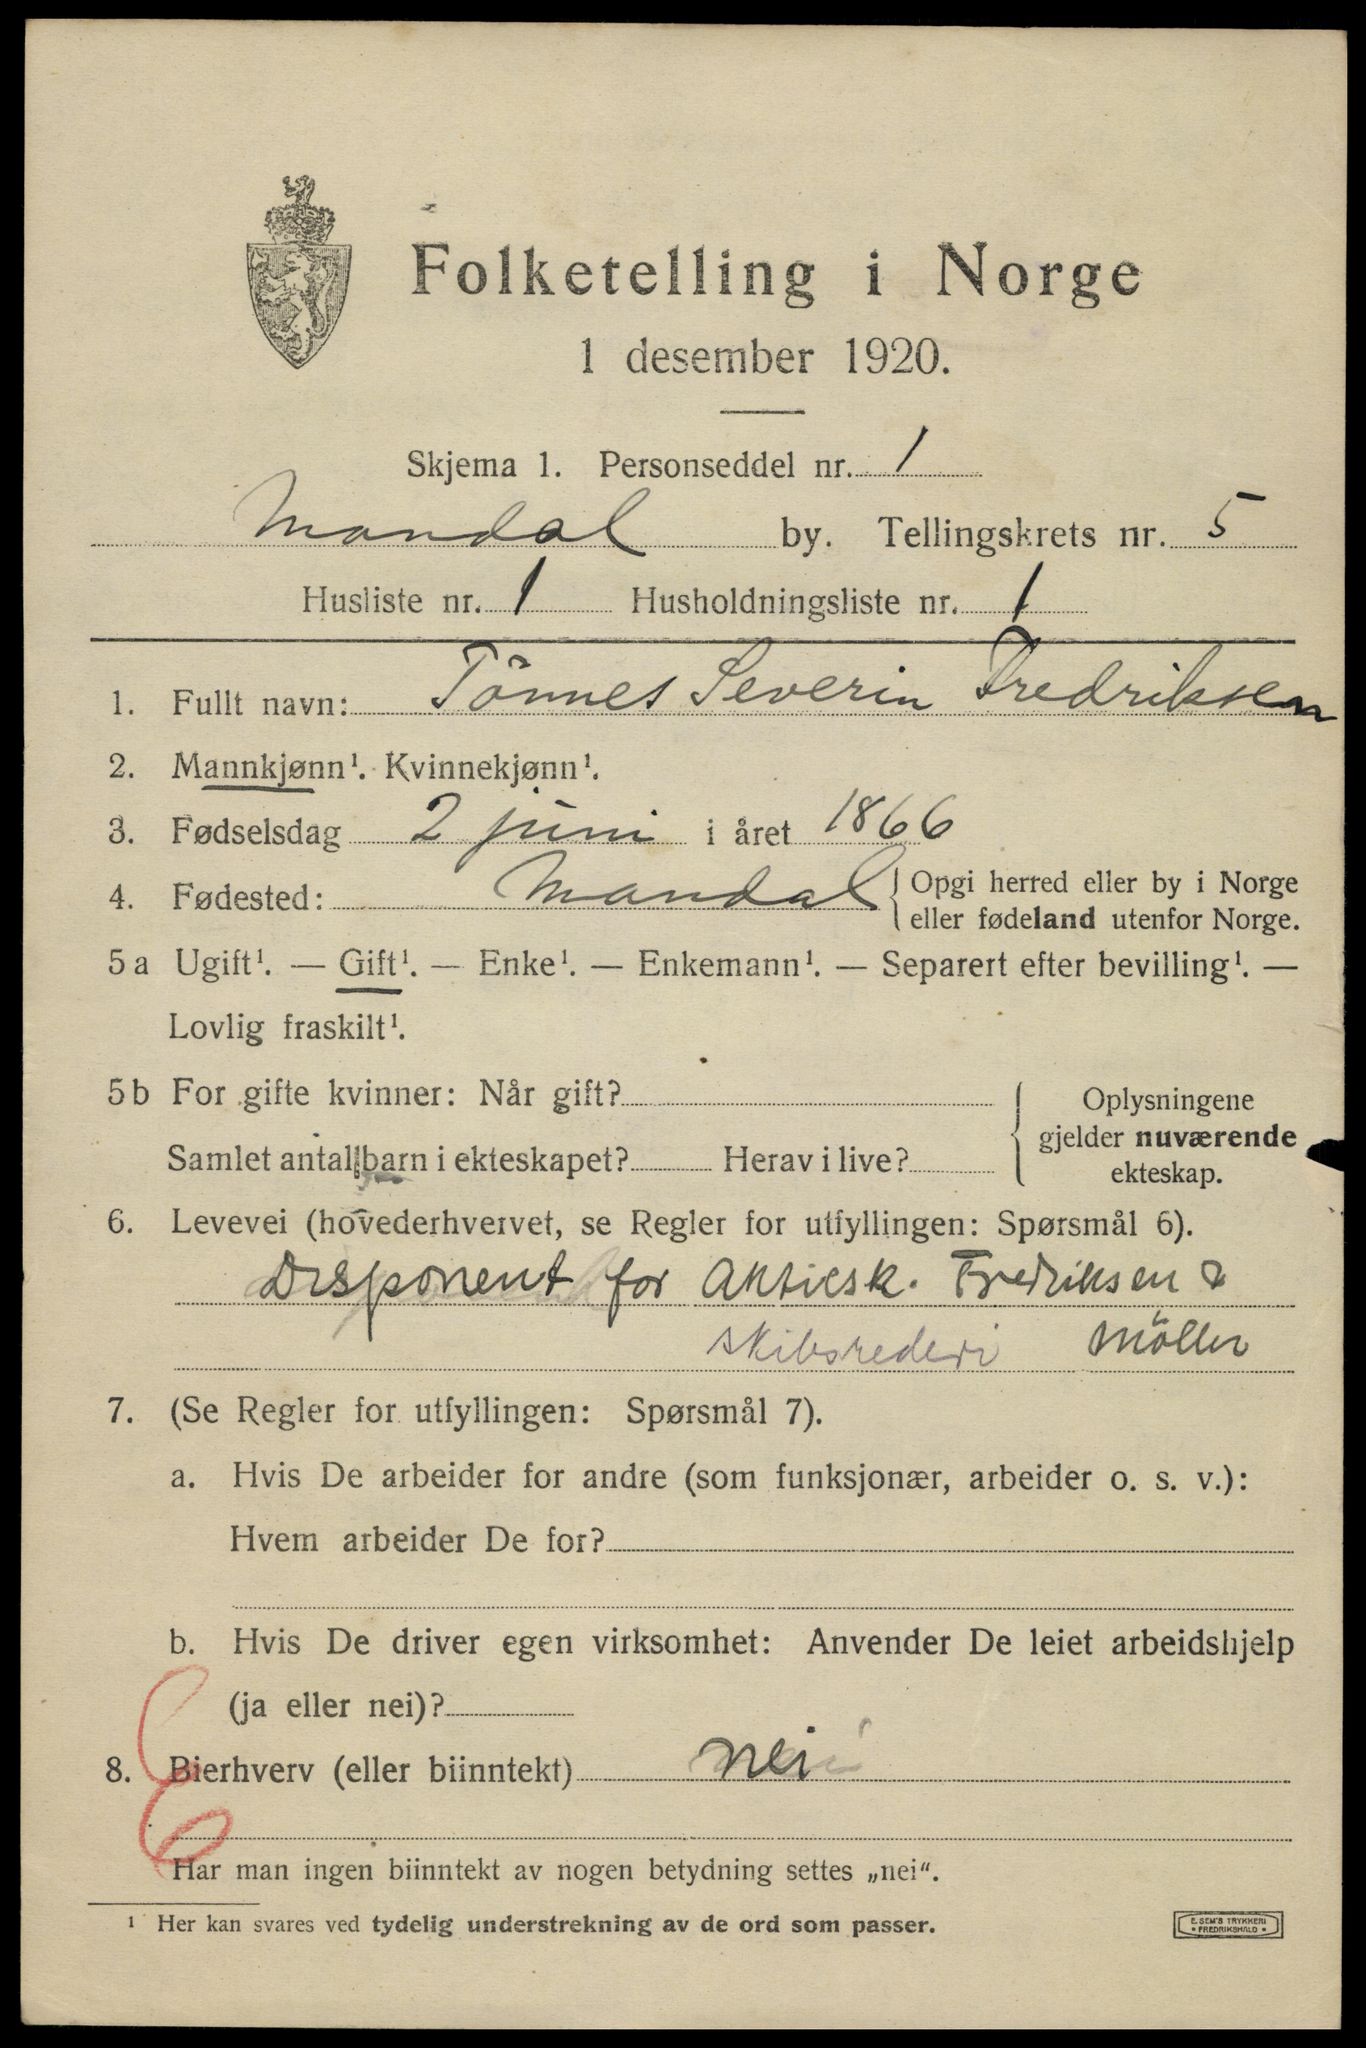 Folketelling i Norge
1 desember 1920.
Skjema 1. Personseddel nr. 1
Mandal by. Tellingskrets nr. 5
Husliste nr. 1 Husholdningsliste nr. 1
1. Fullt navn: Tönnes Severin Fredriksen
2. Mannkjønn¹. Kvinnekjønn¹.
3. Fødselsdag 2 juni i året 1866
4. Fødested: Mandal Opgi herred eller by i Norge
eller fødeland utenfor Norge.
5a Ugift¹. — Gift¹. — Enke¹. — Enkemann¹. — Separert efter bevilling¹. —
Lovlig fraskilt¹.
5b For gifte kvinner: Når gift?
Samlet antall barn i ekteskapet? Herav i live?
Oplysningene
gjelder nuværende
ekteskap.
6. Levevei (hovederhvervet, se Regler for utfyllingen: Spørsmål 6).
Disponent for Aktiesk. Fredriksen &
skibsrederi Möller
7. (Se Regler for utfyllingen: Spørsmål 7).
a. Hvis De arbeider for andre (som funksjonær, arbeider o. s. v.):
Hvem arbeider De for?
b. Hvis De driver egen virksomhet: Anvender De leiet arbeidshjelp
(ja eller nei)?
8. Bierhverv (eller biinntekt) nei
Har man ingen biinntekt av nogen betydning settes „nei“.
¹ Her kan svares ved tydelig understrekning av de ord som passer.
E. SEM'S TRYKKERI
FREDRIKSHALD